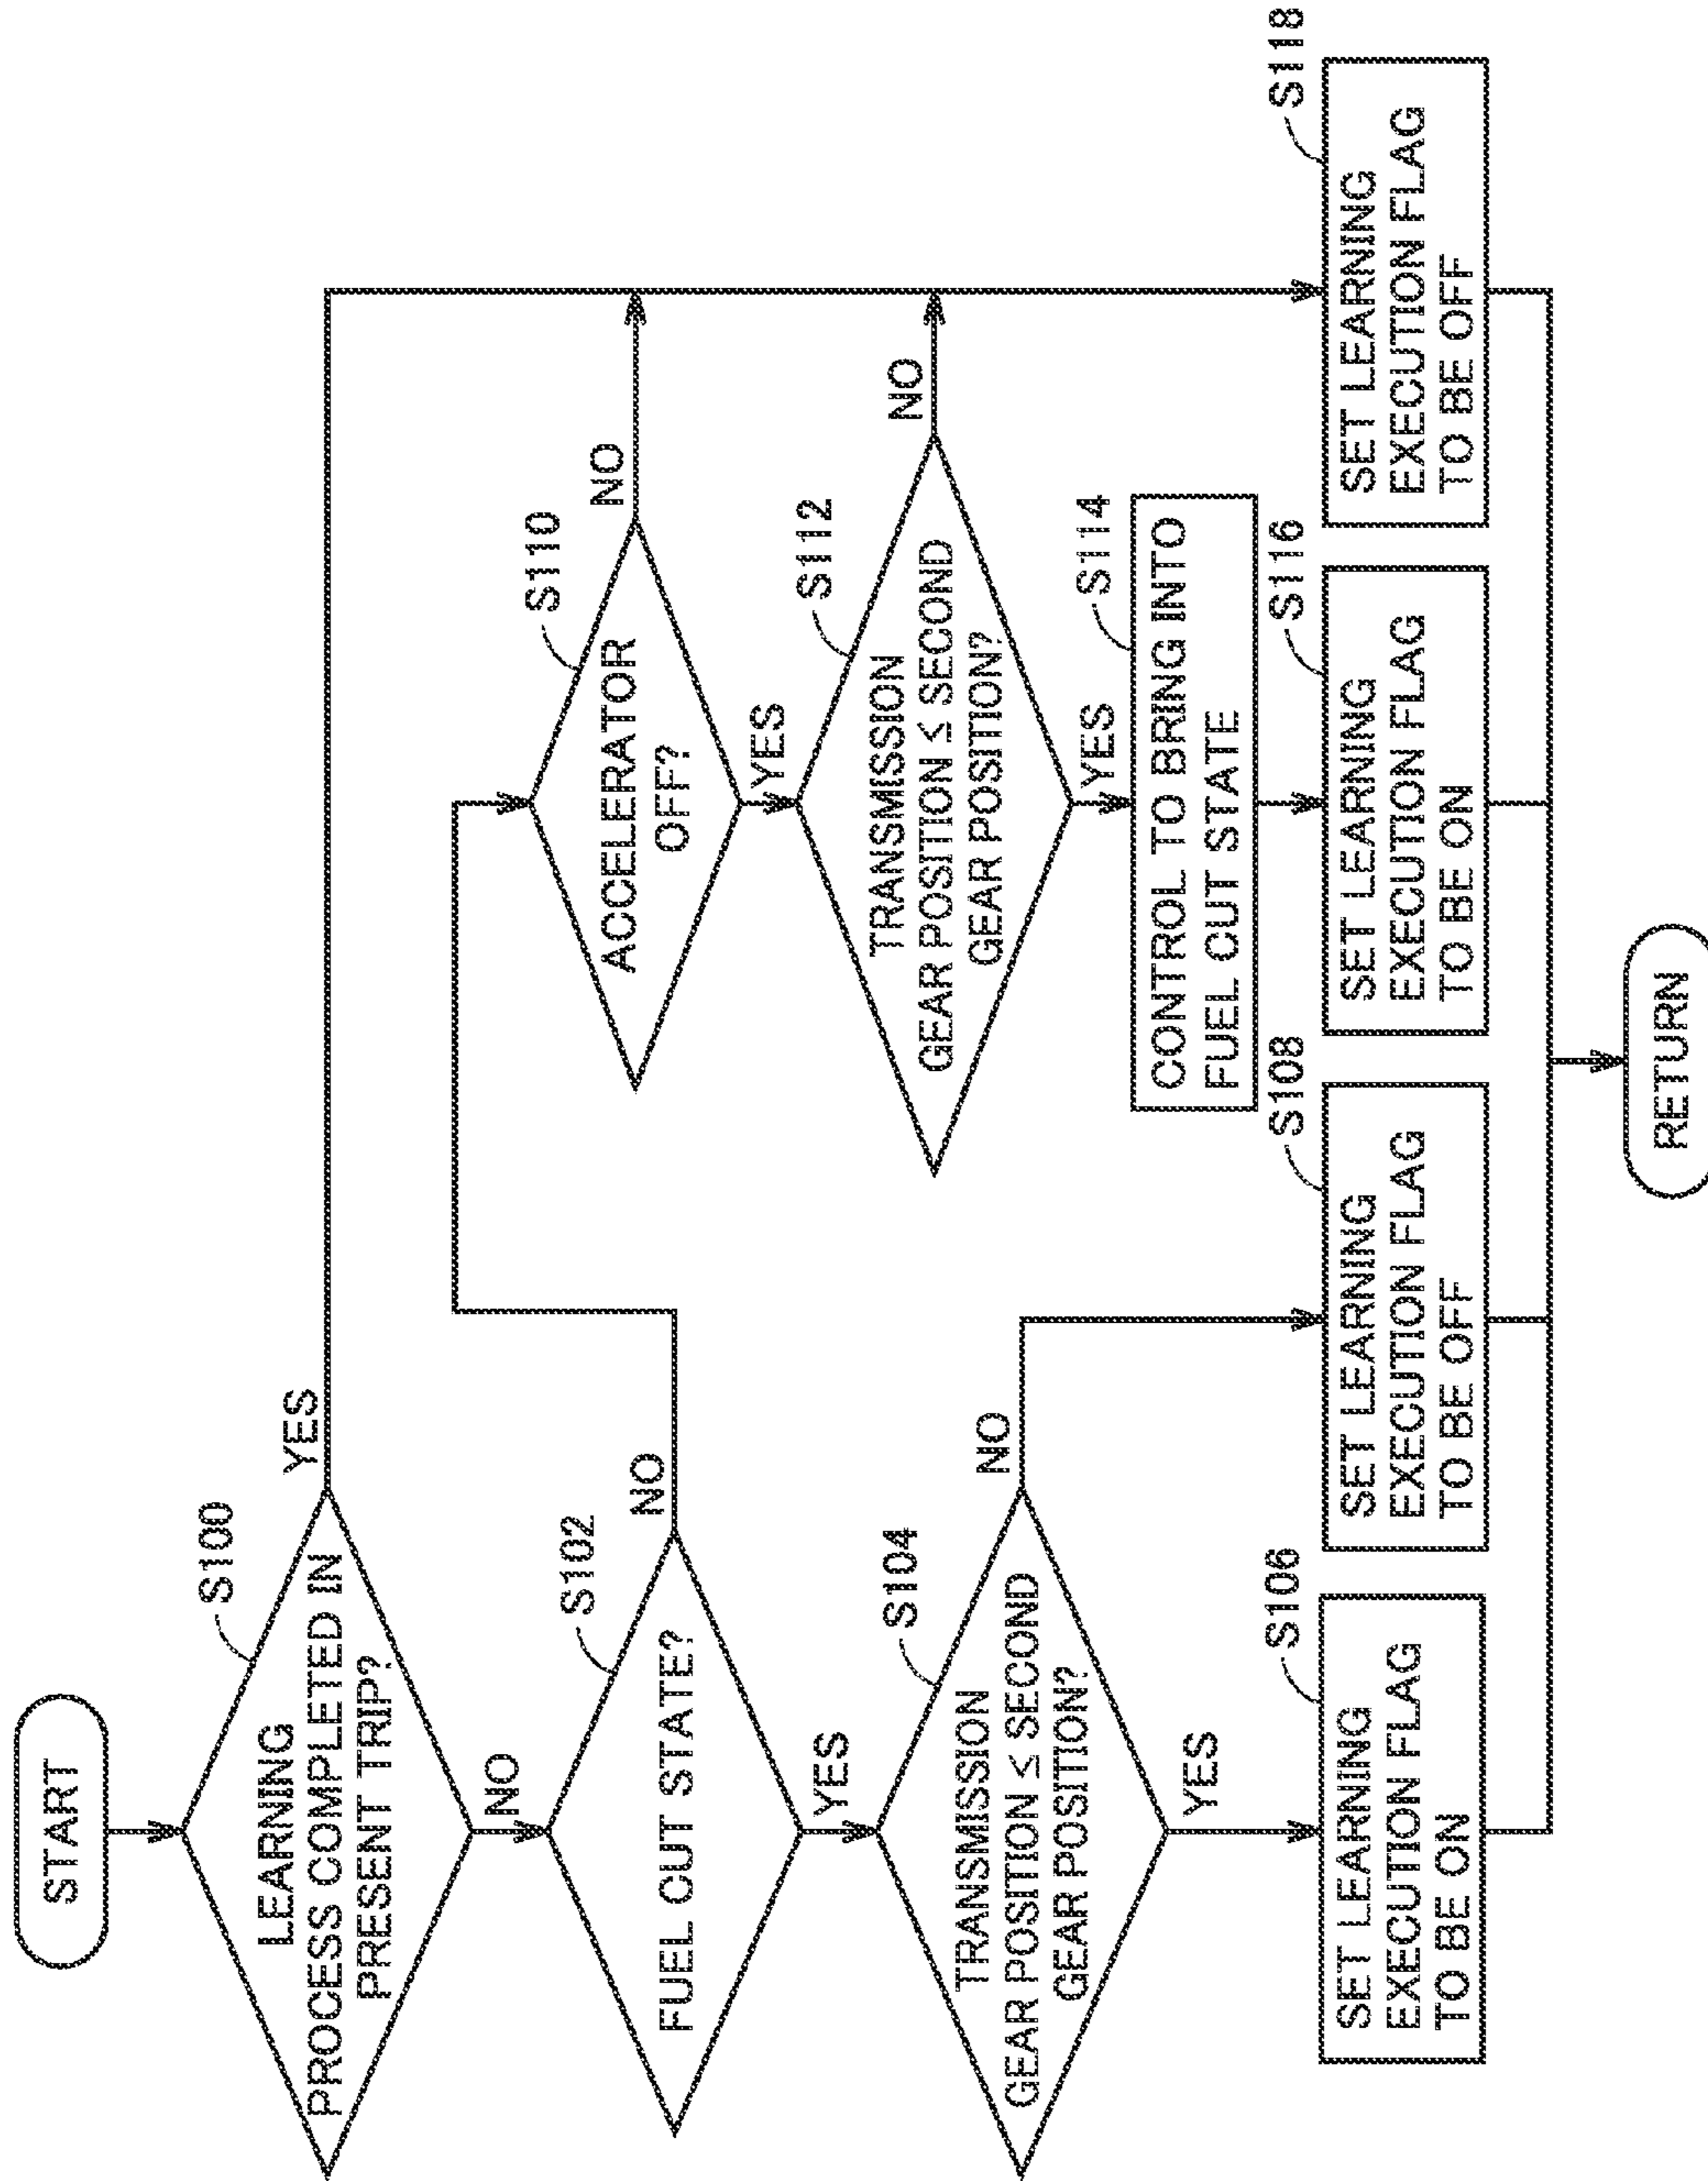 START
S100
LEARNING
PROCESS COMPLETED IN
PRESENT TRIP?
YES
NO
S102
FUEL CUT STATE?
NO
YES
S104
TRANSMISSION
GEAR POSITION ≤ SECOND
GEAR POSITION?
NO
YES
S106
SET LEARNING
EXECUTION FLAG
TO BE ON
S108
SET LEARNING
EXECUTION FLAG
TO BE OFF
S110
ACCELERATOR
OFF?
NO
YES
S112
TRANSMISSION
GEAR POSITION ≤ SECOND
GEAR POSITION?
NO
YES
S114
CONTROL TO BRING INTO
FUEL CUT STATE
S116
SET LEARNING
EXECUTION FLAG
TO BE ON
S118
SET LEARNING
EXECUTION FLAG
TO BE OFF
RETURN